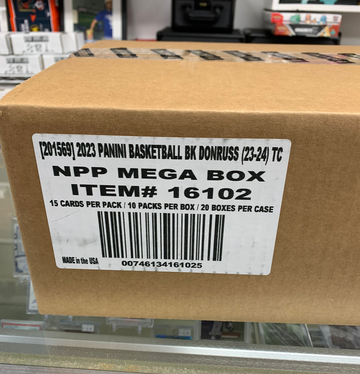 [201569] 2023 PANINI BASKETBALL BK DONRUSS (23-24) TC
NPP MEGA BOX
ITEM# 16102
15 CARDS PER PACK / 10 PACKS PER BOX / 20 BOXES PER CASE
MADE in the USA
00746134161025